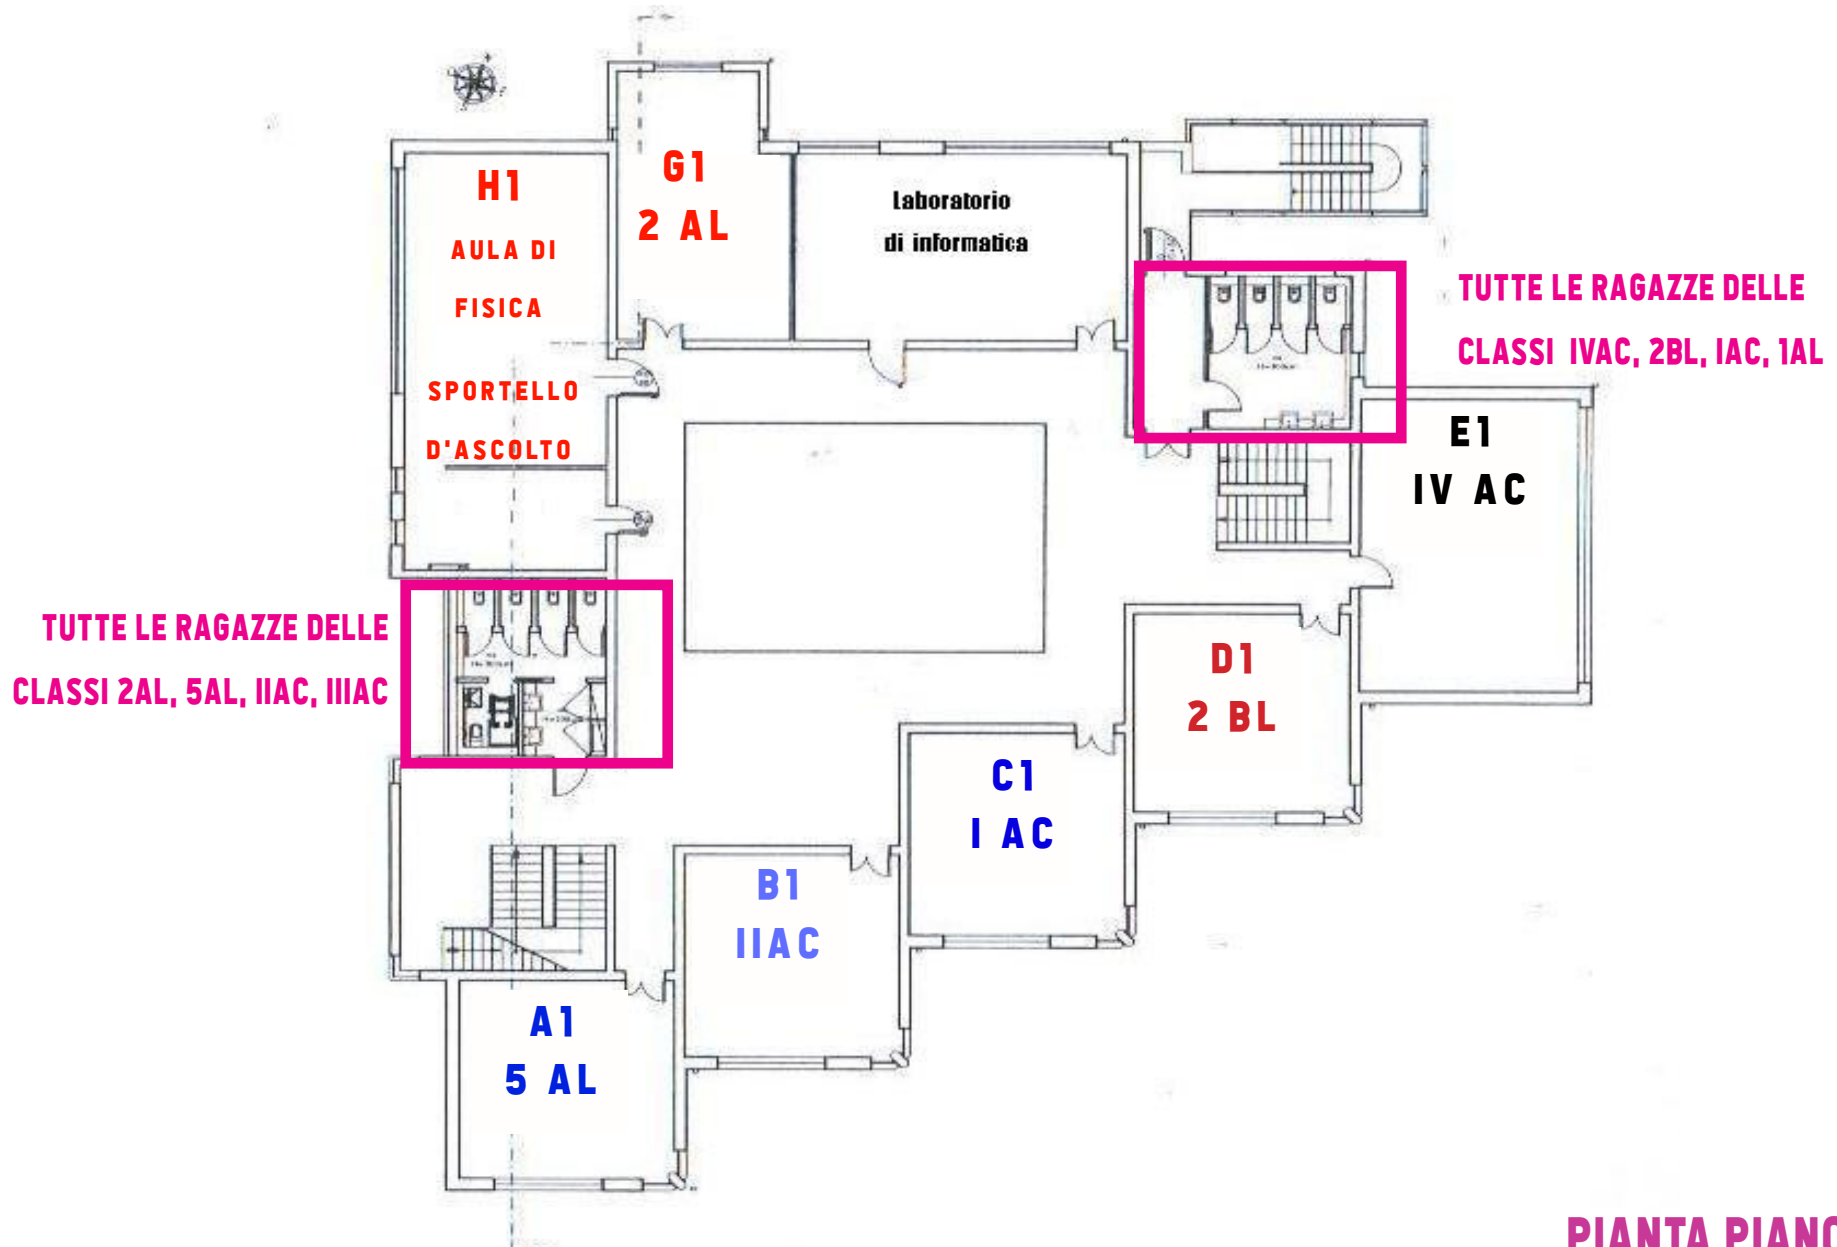 H1
AULA DI
FISICA
SPORTELLO
D'ASCOLTO
G1
2 AL
Laboratorio
di informatica
TUTTE LE RAGAZZE DELLE
CLASSI IVAC, 2BL, IAC, 1AL
E1
IV AC
TUTTE LE RAGAZZE DELLE
CLASSI 2AL, 5AL, IIAC, IIIAC
D1
2 BL
C1
I AC
B1
IIAC
A1
5 AL
PIANTA PIANO